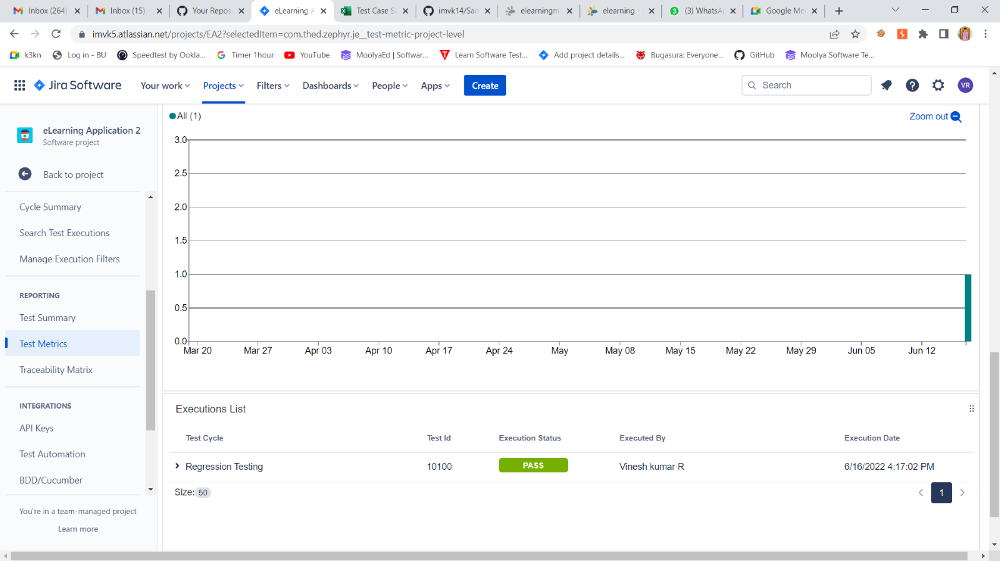 Inbox (264)
Inbox (15) -
Your Reposi
eLearning A
Test Case Sa
imvk14/San
elearningm
elearning -
(3) WhatsAp
Google Me
imvk5.atlassian.net/projects/EA2?selectedItem=com.thed.zephyr.je__test-metric-project-level
k3kn
Log in - BU
Speedtest by Ookla...
Timer 1hour
YouTube
MoolyaEd | Softwar...
Learn Software Test...
Add project details...
Bugasura: Everyone...
GitHub
Moolya Software Te...
Jira Software
Your work
Projects
Filters
Dashboards
People
Apps
Create
Search
VR
eLearning Application 2
Software project
Back to project
Cycle Summary
Search Test Executions
Manage Execution Filters
REPORTING
Test Summary
Test Metrics
Traceability Matrix
INTEGRATIONS
API Keys
Test Automation
BDD/Cucumber
You're in a team-managed project
Learn more
All (1)
Zoom out
3.0
2.5
2.0
1.5
1.0
0.5
0.0
Mar 20 Mar 27 Apr 03 Apr 10 Apr 17 Apr 24 May May 08 May 15 May 22 May 29 Jun 05 Jun 12
Executions List
Test Cycle Test Id Execution Status Executed By Execution Date
Regression Testing 10100 PASS Vinesh kumar R 6/16/2022 4:17:02 PM
Size: 50
1